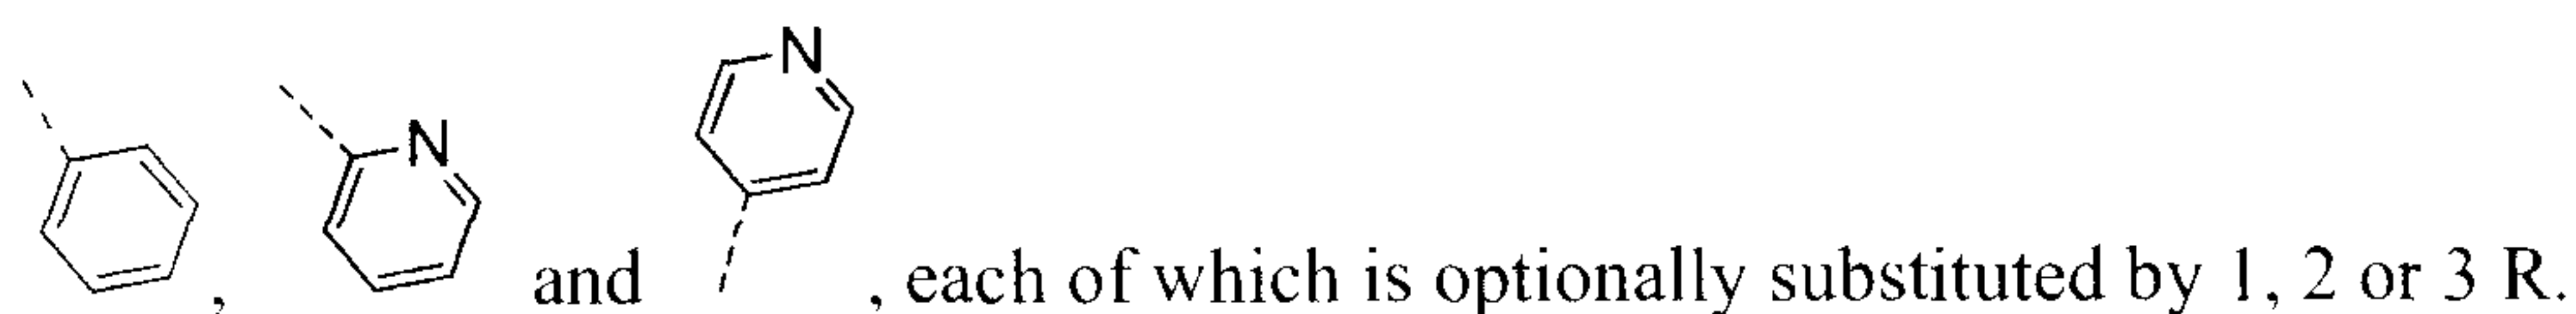 N
N
, and , each of which is optionally substituted by 1, 2 or 3 R.